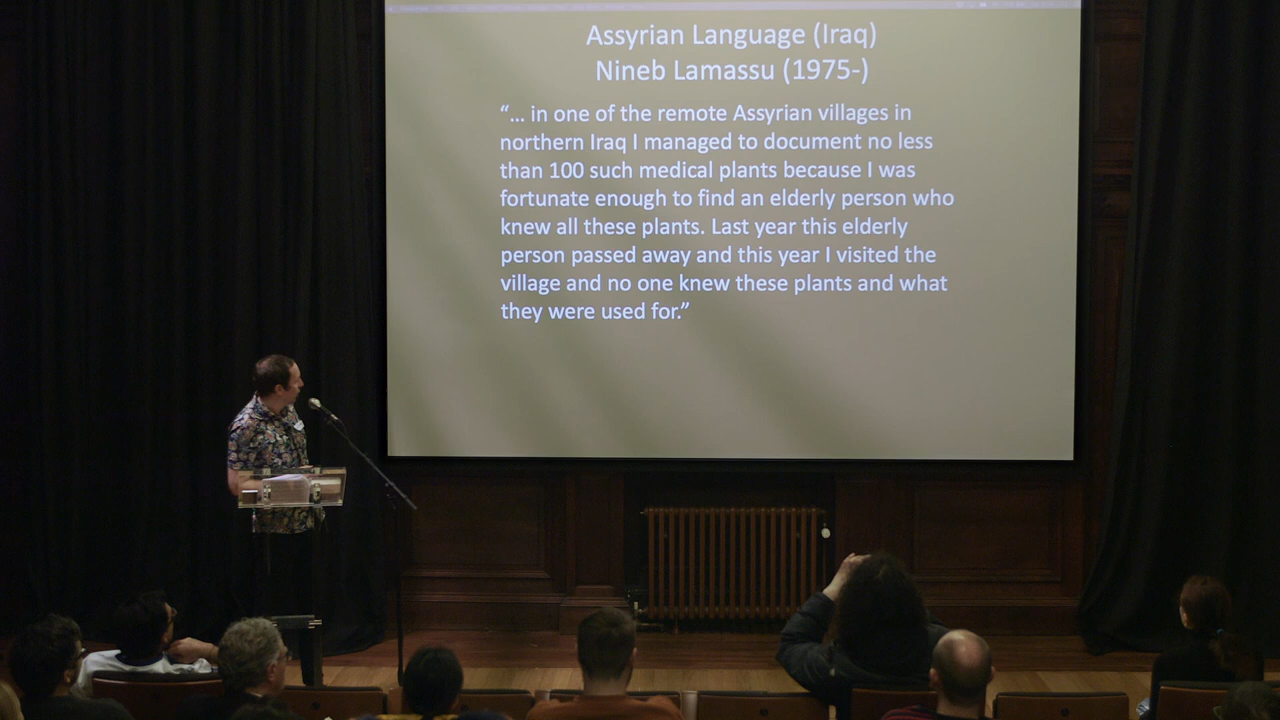 Assyrian Language (Iraq)
Nineb Lamassu (1975-)
“... in one of the remote Assyrian villages in
northern Iraq I managed to document no less
than 100 such medical plants because I was
fortunate enough to find an elderly person who
knew all these plants. Last year this elderly
person passed away and this year I visited the
village and no one knew these plants and what
they were used for.”